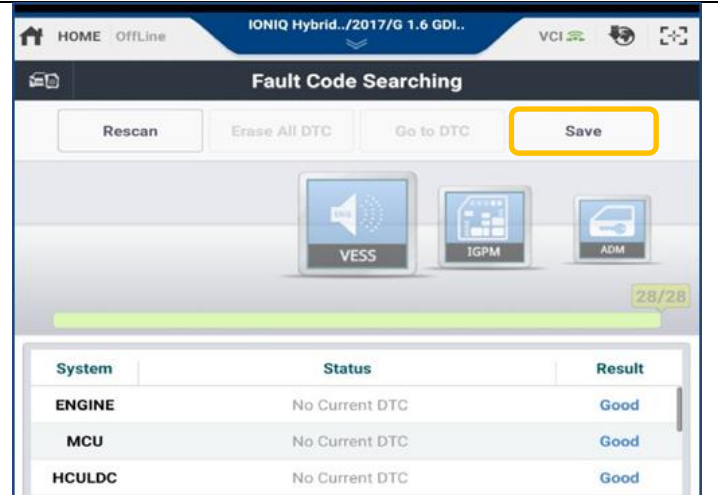 HOME OffLine
IONIQ Hybrid../2017/G 1.6 GDI..
VCI
Fault Code Searching
Rescan
Erase All DTC
Go to DTC
Save
VESS
IGPM
ADM
28/28
System Status Result
ENGINE No Current DTC Good
MCU No Current DTC Good
HCULDC No Current DTC Good